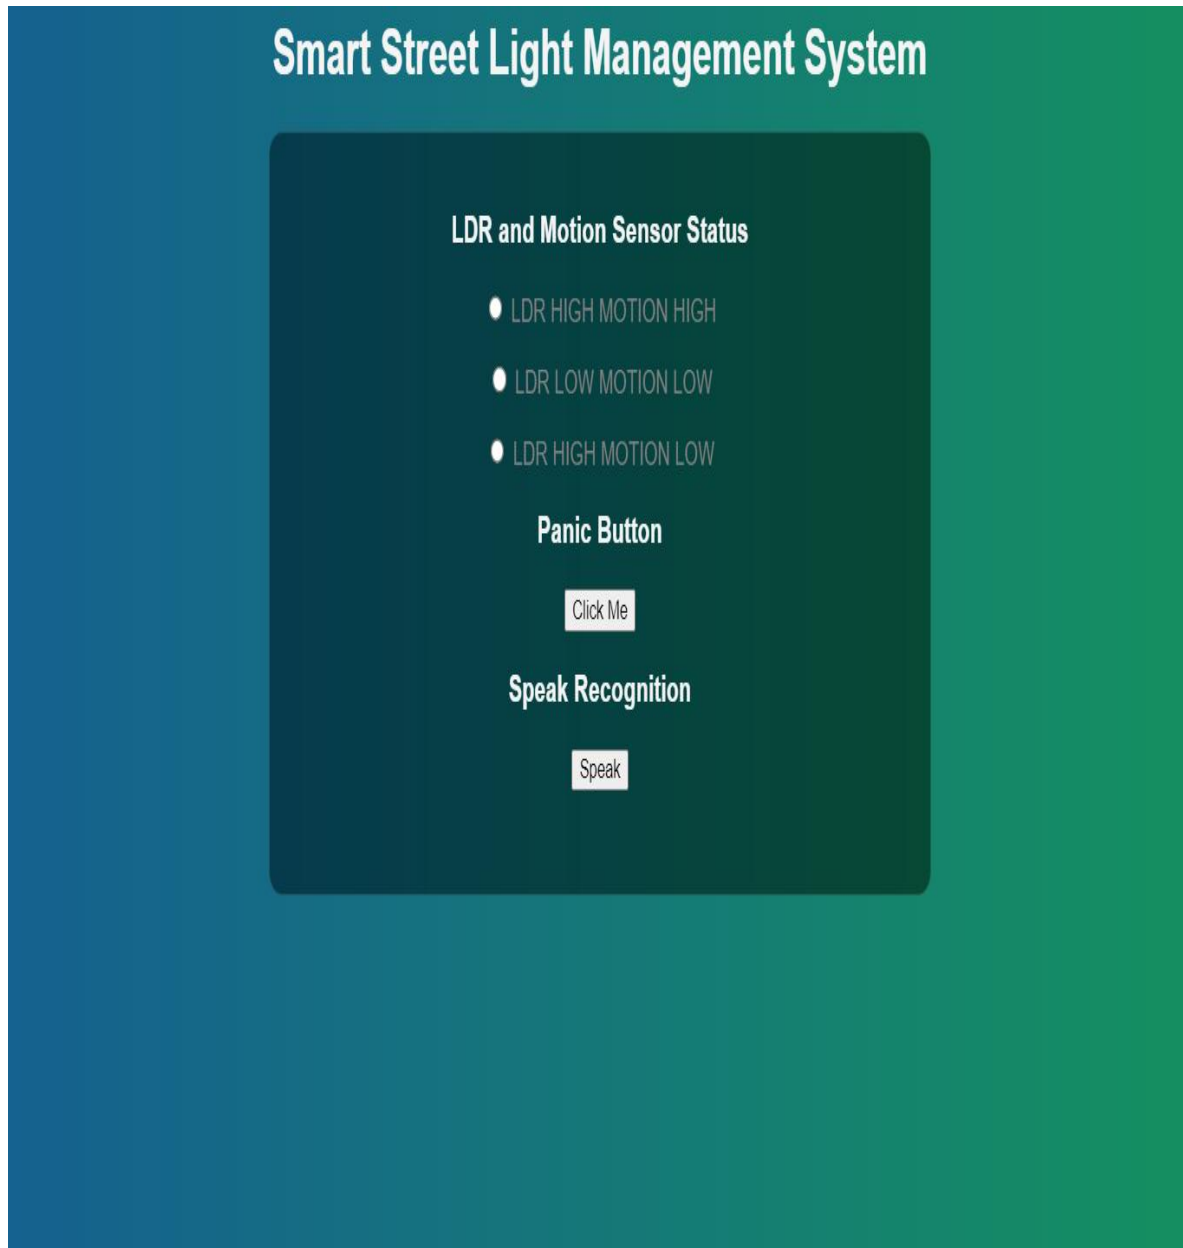 Smart Street Light Management System
LDR and Motion Sensor Status
LDR HIGH MOTION HIGH
LDR LOW MOTION LOW
LDR HIGH MOTION LOW
Panic Button
Click Me
Speak Recognition
Speak